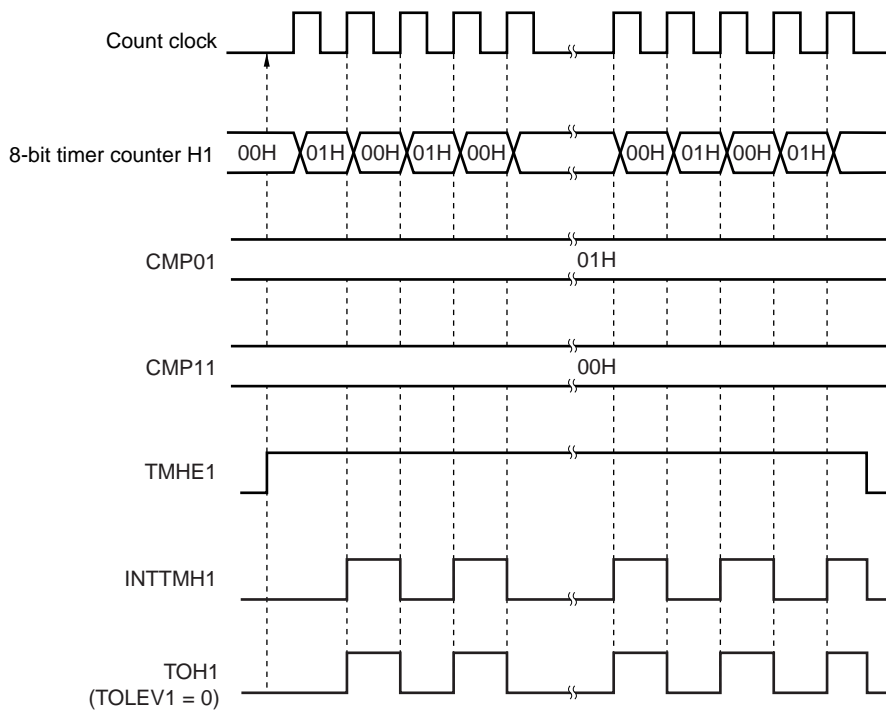 Count clock
8-bit timer counter H1 00H 01H 00H 01H 00H 00H 01H 00H 01H
CMP01 01H
CMP11 00H
TMHE1
INTTMH1
TOH1
(TOLEV1 = 0)